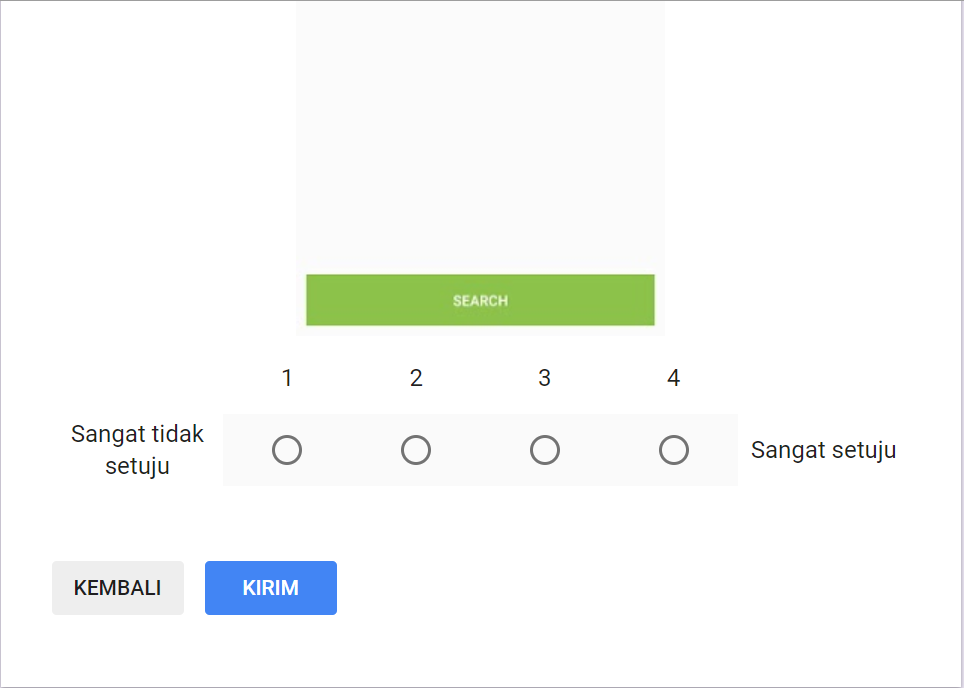 SEARCH
1 2 3 4
Sangat tidak
setuju
Sangat setuju
KEMBALI
KIRIM